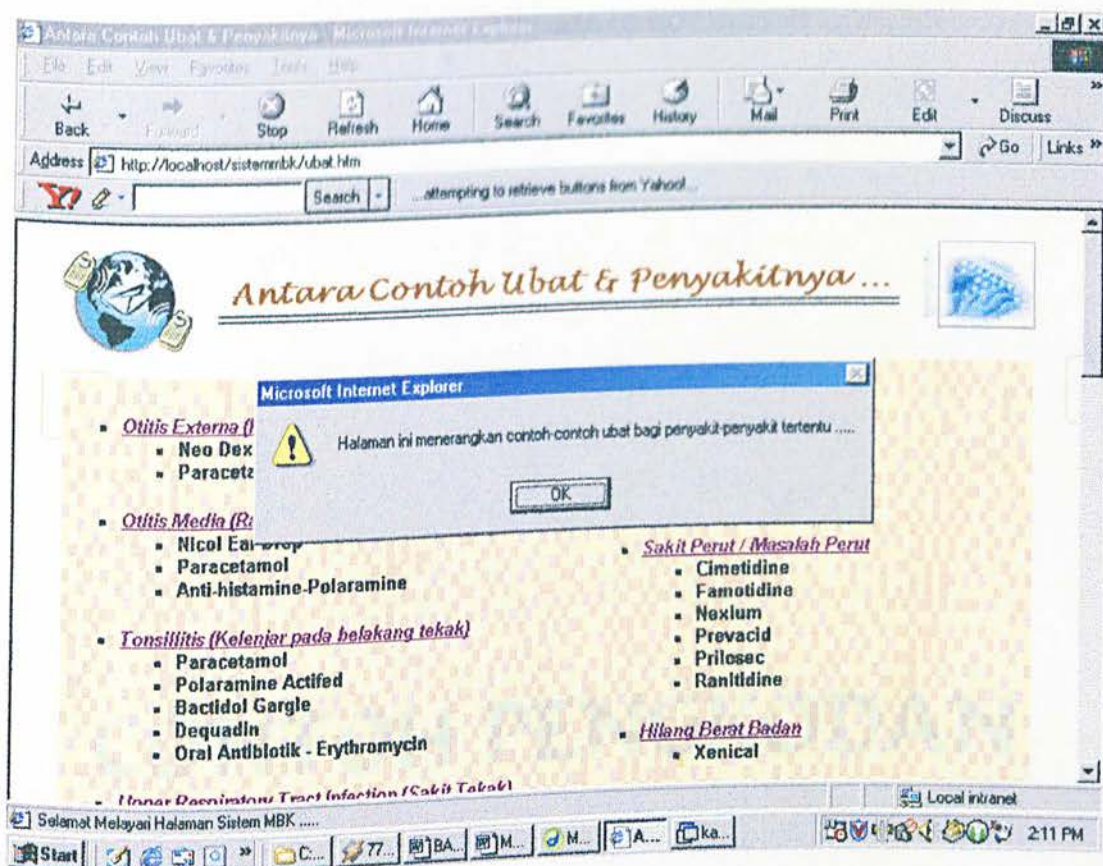 Antara Contoh Ubat & Penyakitnya - Microsoft Internet Explorer
File Edit View Favorites Tools Help
Back Forward Stop Refresh Home Search Favorites History Mail Print Edit Discuss
Address http://localhost/sistemmbk/ubat.htm Go Links
Y! Search ...attempting to retrieve buttons from Yahoo!...
Antara Contoh Ubat & Penyakitnya ...
Microsoft Internet Explorer
Halaman ini menerangkan contoh-contoh ubat bagi penyakit-penyakit tertentu .....
OK
Otitis Externa (
Neo Dex
Paraceta
Otitis Media (Ra
Nicol Ear Drop
Paracetamol
Anti-histamine-Polaramine
Tonsillitis (Kelenjar pada belakang tekak)
Paracetamol
Polaramine Actifed
Bactidol Gargle
Dequadin
Oral Antibiotik - Erythromycin
Upper Respiratory Tract Infection (Sakit Tekak)
Sakit Perut / Masalah Perut
Cimetidine
Famotidine
Nexium
Prevacid
Prilosec
Ranitidine
Hilang Berat Badan
Xenical
Selamat Melayari Halaman Sistem MBK .....
Local intranet
Start C:... 77... BA... M... M... A... ka... 2:11 PM